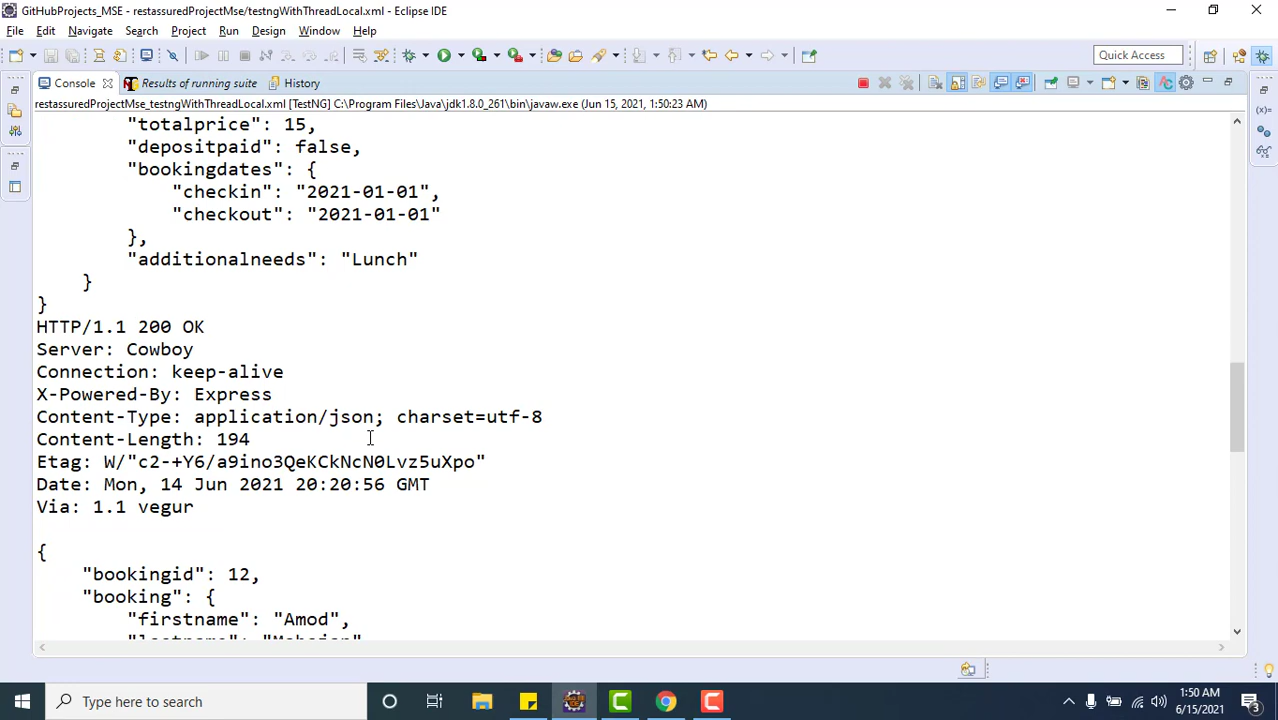 GitHubProjects_MSE - restassuredProjectMse/testngWithThreadLocal.xml - Eclipse IDE
File Edit Navigate Search Project Run Design Window Help
Quick Access
Console Results of running suite History
restassuredProjectMse_testngWithThreadLocal.xml [TestNG] C:\Program Files\Java\jdk1.8.0_261\bin\javaw.exe (Jun 15, 2021, 1:50:23 AM)
"totalprice": 15,
"depositpaid": false,
"bookingdates": {
"checkin": "2021-01-01",
"checkout": "2021-01-01"
},
"additionalneeds": "Lunch"
}
}
HTTP/1.1 200 OK
Server: Cowboy
Connection: keep-alive
X-Powered-By: Express
Content-Type: application/json; charset=utf-8
Content-Length: 194
Etag: W/"c2-+Y6/a9ino3QeKCkNcN0Lvz5uXpo"
Date: Mon, 14 Jun 2021 20:20:56 GMT
Via: 1.1 vegur
{
"bookingid": 12,
"booking": {
"firstname": "Amod",
Type here to search
1:50 AM
6/15/2021
3